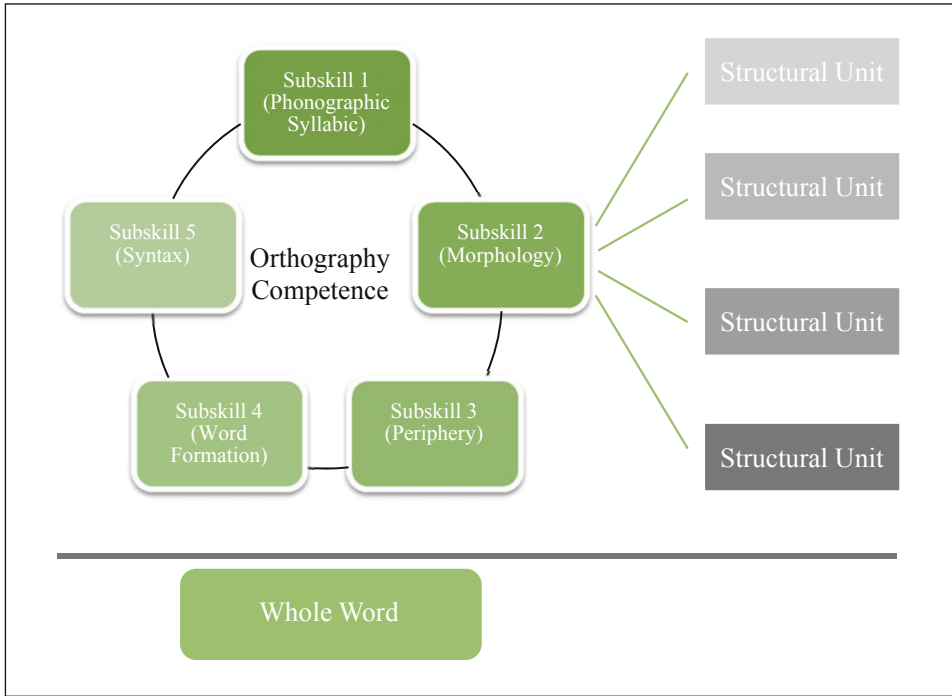 Subskill 1
(Phonographic
Syllabic)
Structural Unit
Structural Unit
Subskill 5
(Syntax)
Orthography
Competence
Subskill 2
(Morphology)
Structural Unit
Subskill 4
(Word
Formation)
Subskill 3
(Periphery)
Structural Unit
Whole Word